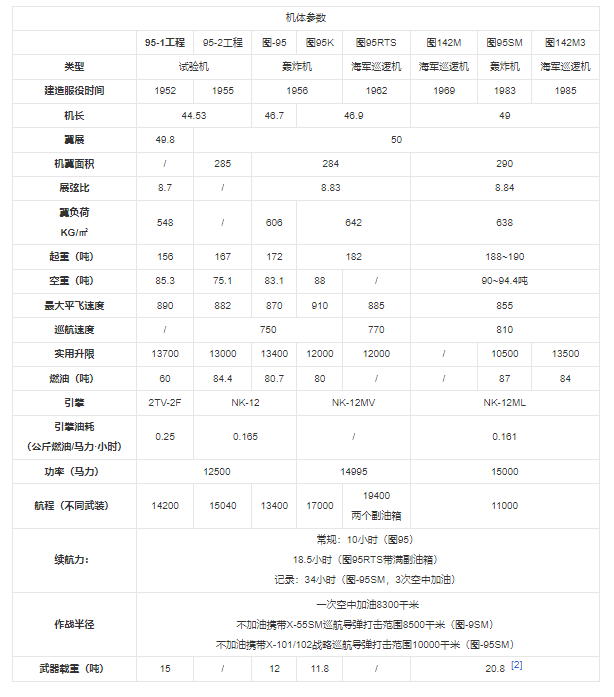 机体参数
95-1工程 95-2工程 图-95 图95K 图95RTS 图142M 图95SM 图142M3
类型 试验机 轰炸机 海军巡逻机 海军巡逻机 轰炸机 海军巡逻机
建造服役时间 1952 1955 1956 1962 1969 1983 1985
机长 44.53 46.7 46.9 49
翼展 49.8 50
机翼面积 / 285 284 290
展弦比 8.7 / 8.83 8.84
翼负荷
KG/㎡ 548 / 606 642 638
起重（吨） 156 167 172 182 188~190
空重（吨） 85.3 75.1 83.1 88 / 90~94.4吨
最大平飞速度 890 882 870 910 885 855
巡航速度 / 750 770 810
实用升限 13700 13000 13400 12000 12000 / 10500 13500
燃油（吨） 60 84.4 80.7 80 / / 87 84
引擎 2TV-2F NK-12 NK-12MV NK-12ML
引擎油耗
（公斤燃油/马力·小时） 0.25 0.165 / 0.161
功率（马力） 12500 14995 15000
航程（不同武装） 14200 15040 13400 17000 19400 11000
两个副油箱
常规：10小时（图95）
续航力： 18.5小时（图95RTS带满副油箱）
记录：34小时（图-95SM，3次空中加油）
一次空中加油8300千米
作战半径 不加油携带X-55SM巡航导弹打击范围8500千米（图-9SM）
不加油携带X-101/102战略巡航导弹打击范围10000千米（图-95SM）
武器载重（吨） 15 / 12 11.8 / 20.8 [2]